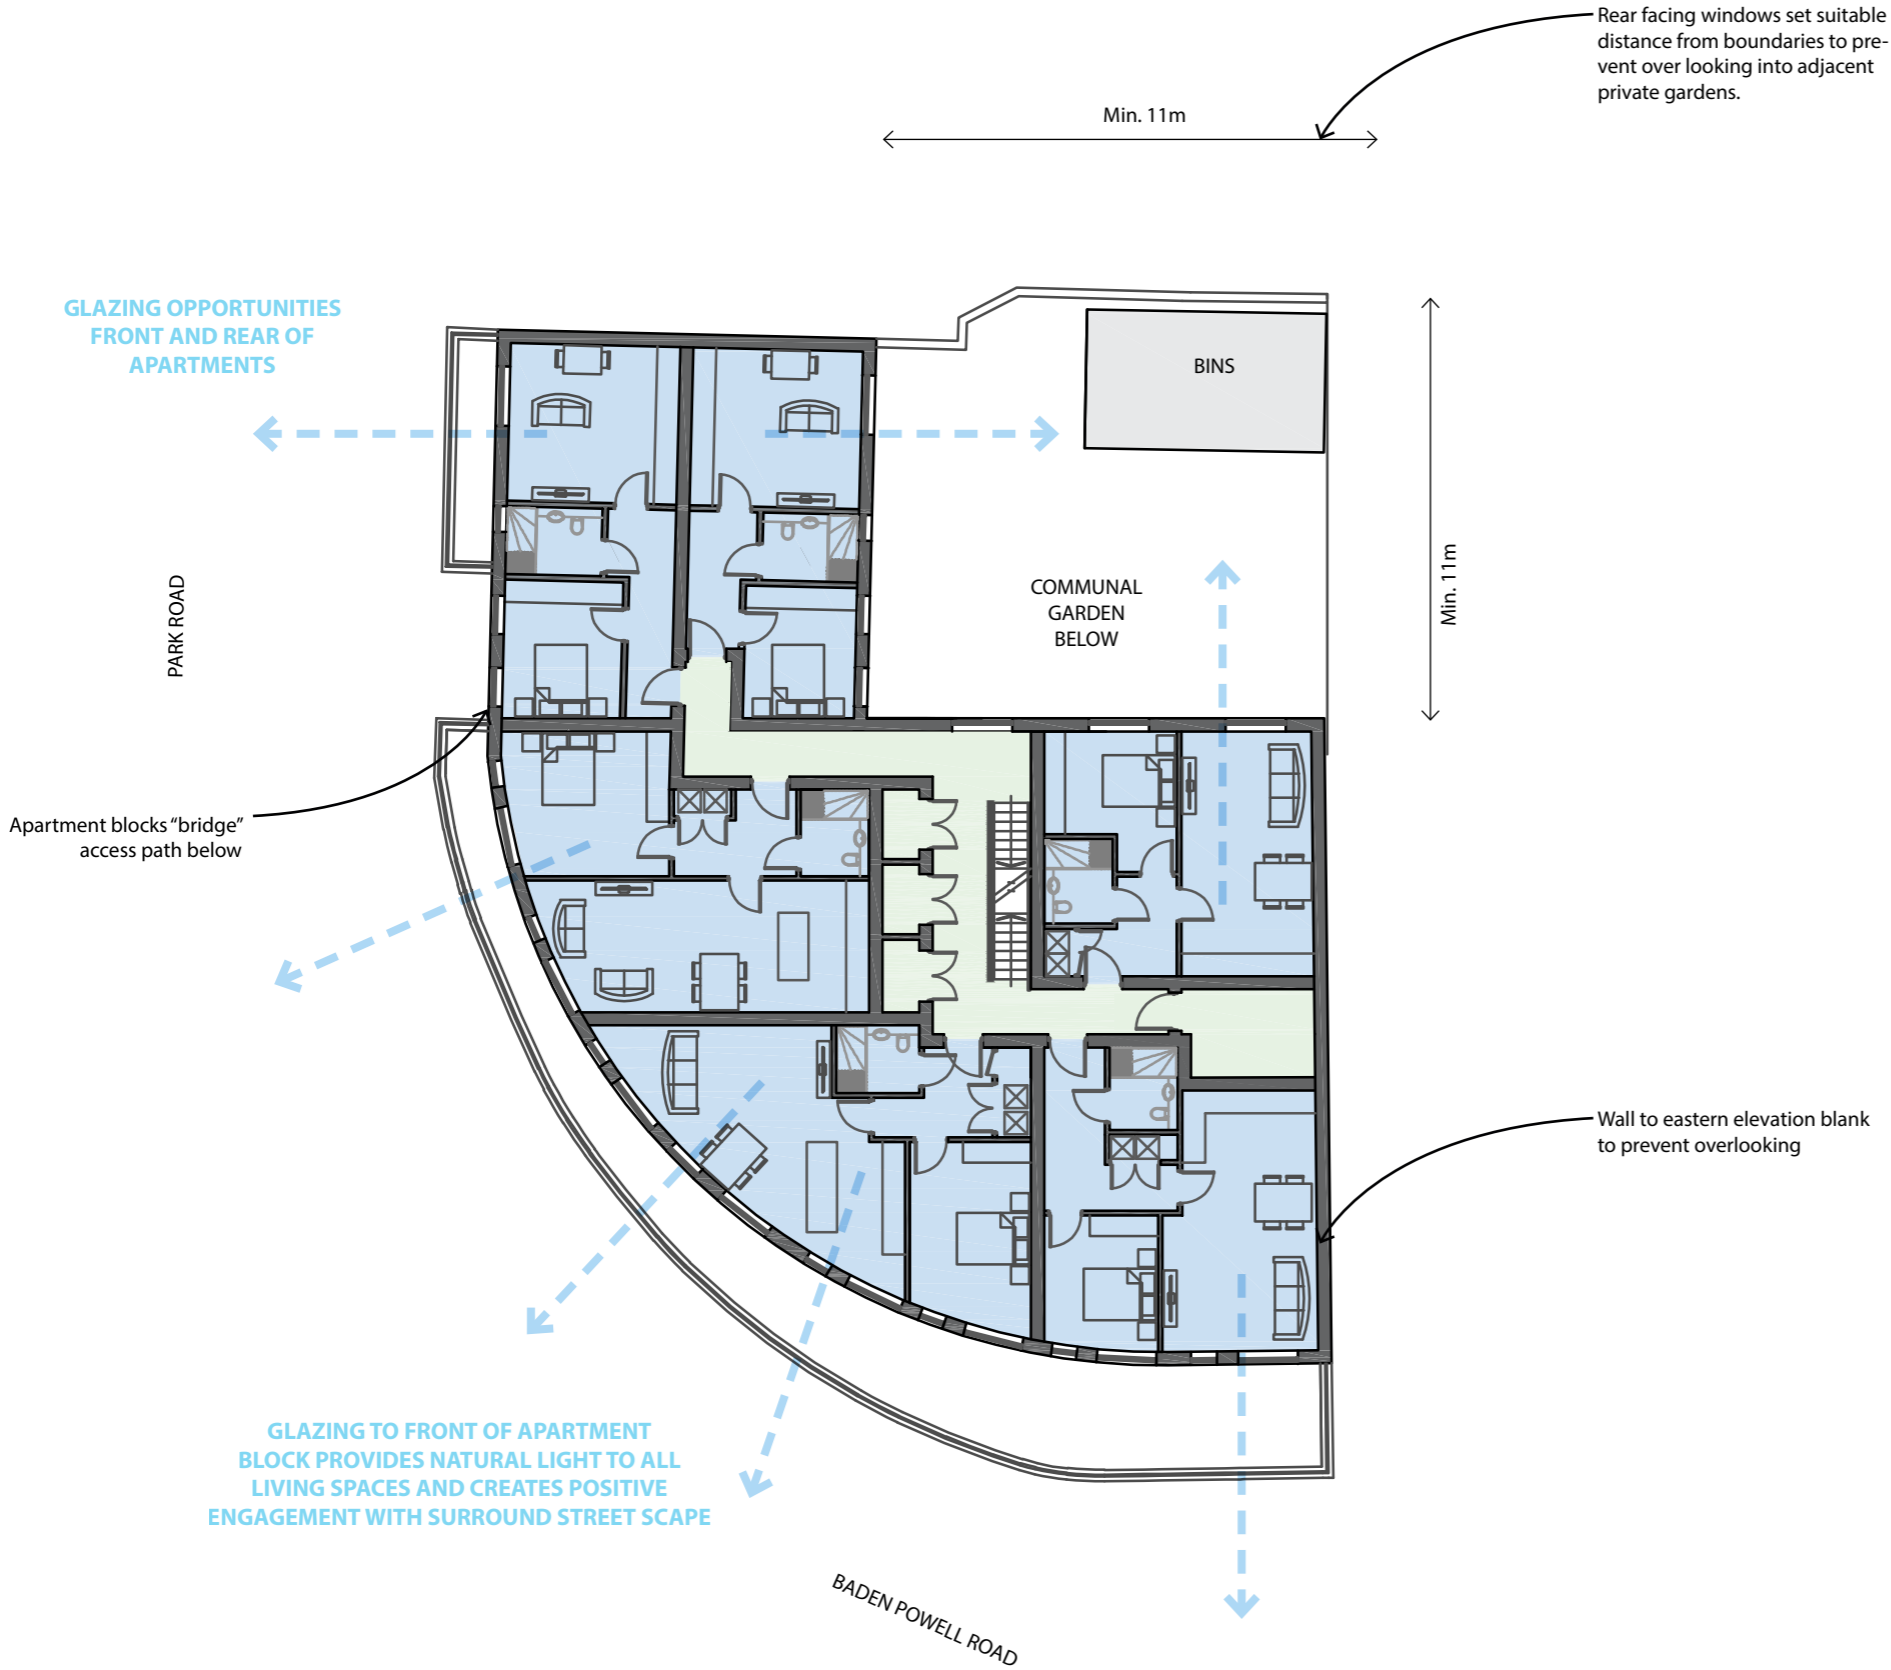 Rear facing windows set suitable
distance from boundaries to pre-
vent over looking into adjacent
private gardens.
Min. 11m
GLAZING OPPORTUNITIES
FRONT AND REAR OF
APARTMENTS
BINS
Min. 11m
PARK ROAD
COMMUNAL
GARDEN
BELOW
Apartment blocks “bridge”
access path below
Wall to eastern elevation blank
to prevent overlooking
GLAZING TO FRONT OF APARTMENT
BLOCK PROVIDES NATURAL LIGHT TO ALL
LIVING SPACES AND CREATES POSITIVE
ENGAGEMENT WITH SURROUND STREET SCAPE
BADEN POWELL ROAD